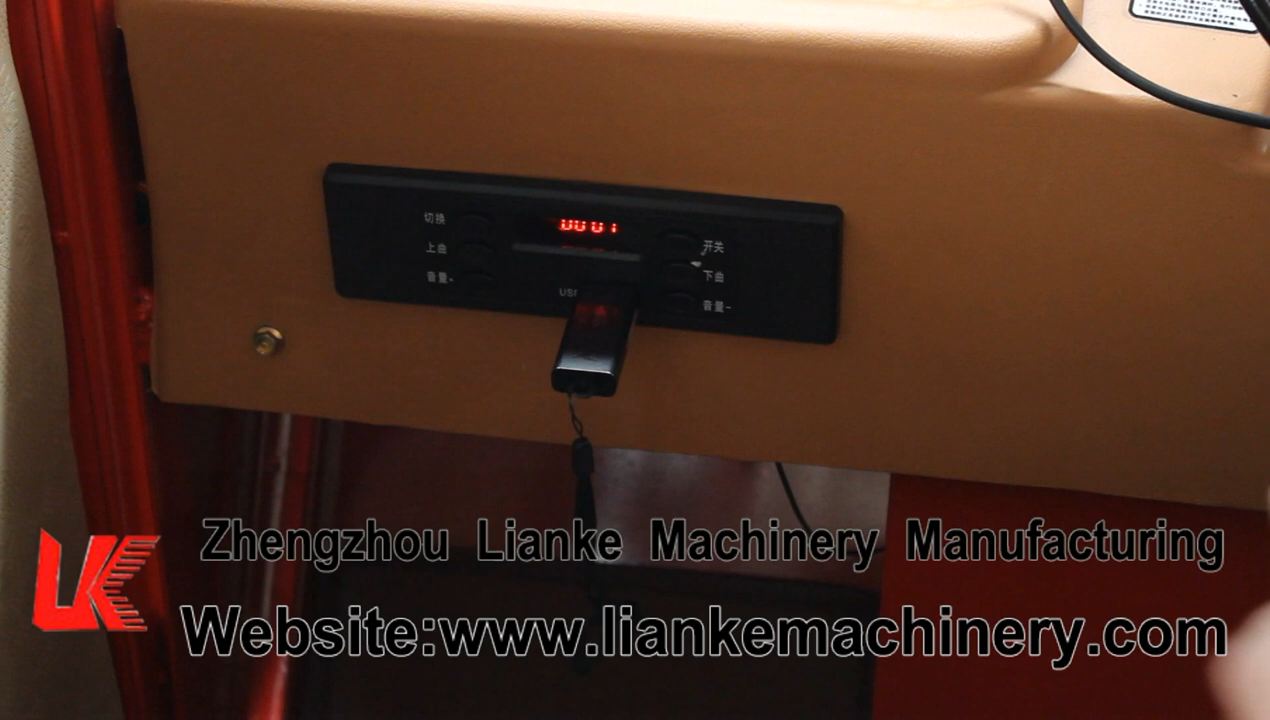 切换
0001
开关
上曲
下曲
音量-
USB
音量-
LK
Zhengzhou Lianke Machinery Manufacturing
Website:www.liankemachinery.com